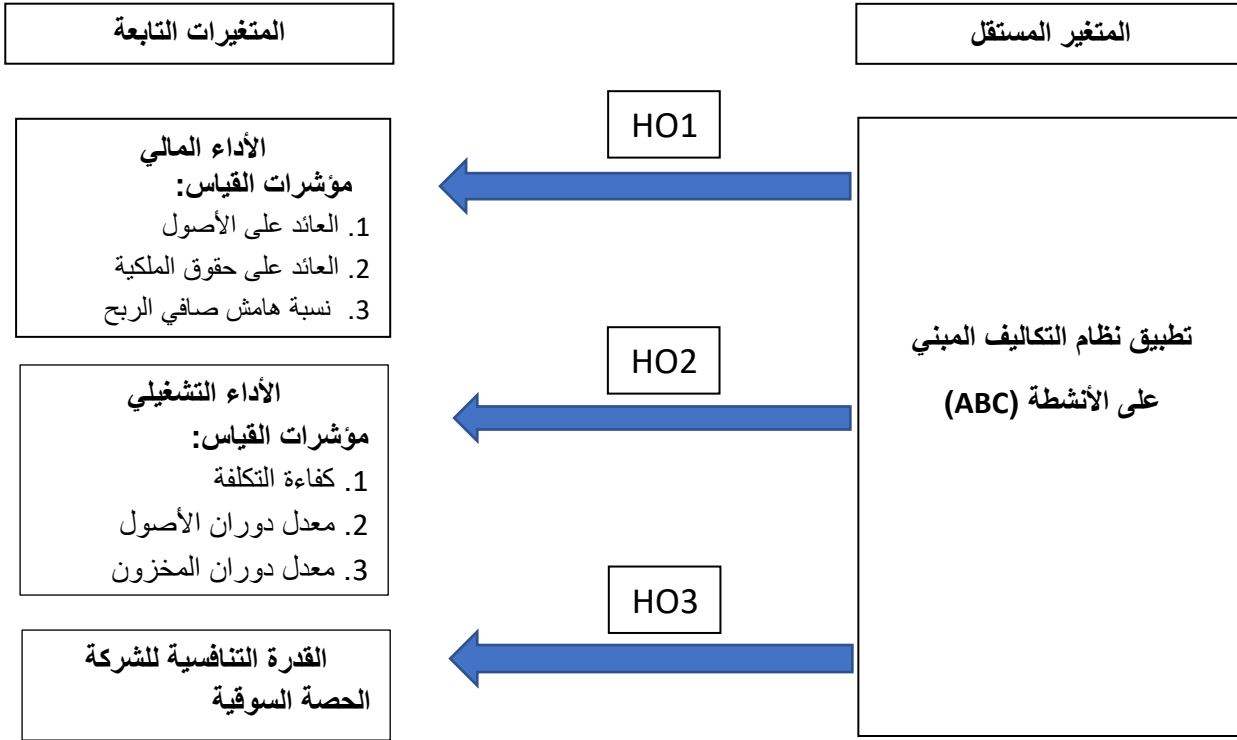 المتغير المستقل
المتغيرات التابعة
تطبيق نظام التكاليف المبني
على الأنشطة (ABC)
HO1
الأداء المالي
مؤشرات القياس:
1. العائد على الأصول
2. العائد على حقوق الملكية
3. نسبة هامش صافي الربح
HO2
الأداء التشغيلي
مؤشرات القياس:
1. كفاءة التكلفة
2. معدل دوران الأصول
3. معدل دوران المخزون
HO3
القدرة التنافسية للشركة
الحصة السوقية